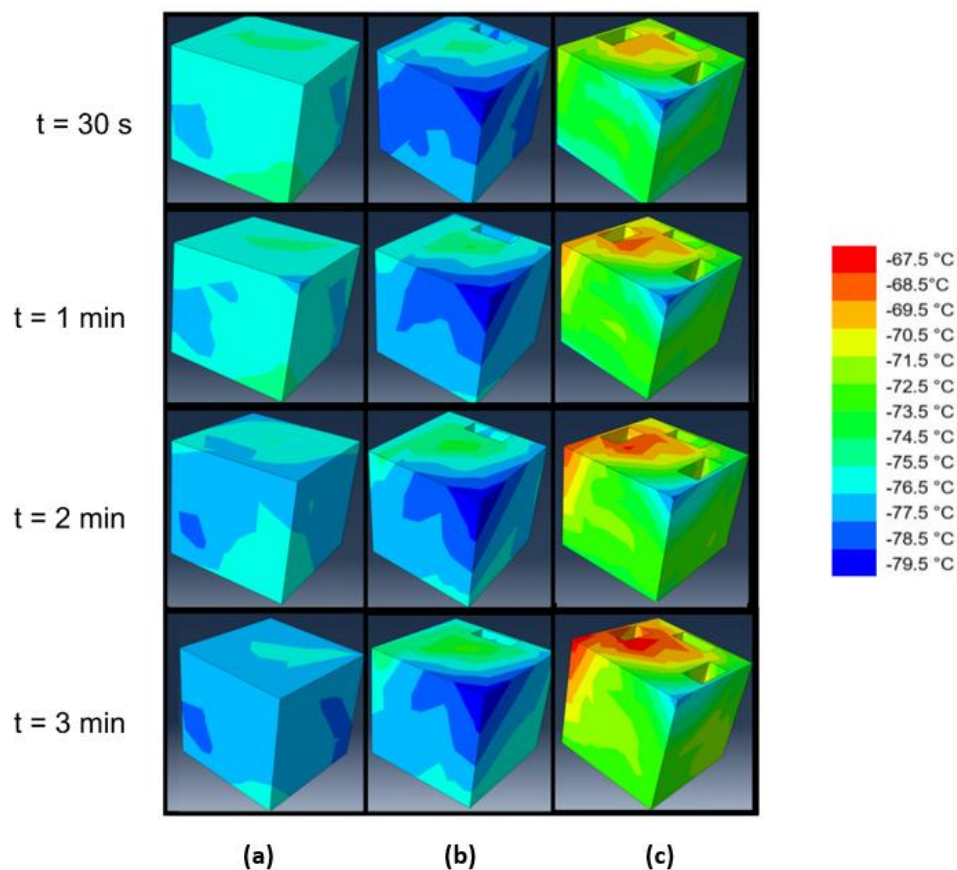 t = 30 s
t = 1 min
t = 2 min
t = 3 min
-67.5 °C
-68.5°C
-69.5 °C
-70.5 °C
-71.5 °C
-72.5 °C
-73.5 °C
-74.5 °C
-75.5 °C
-76.5 °C
-77.5 °C
-78.5 °C
-79.5 °C
(a)
(b)
(c)